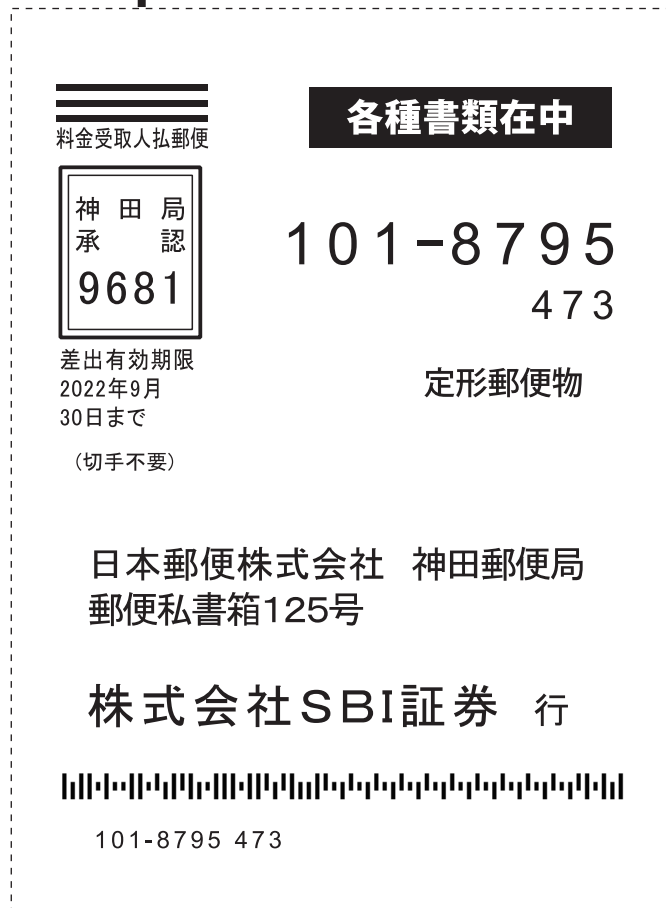 料金受取人払郵便
神田局
承認
9681
差出有効期限
2022年9月
30日まで
（切手不要）
各種書類在中
101-8795
473
定形郵便物
日本郵便株式会社 神田郵便局
郵便私書箱125号
株式会社SBI証券 行
101-8795 473